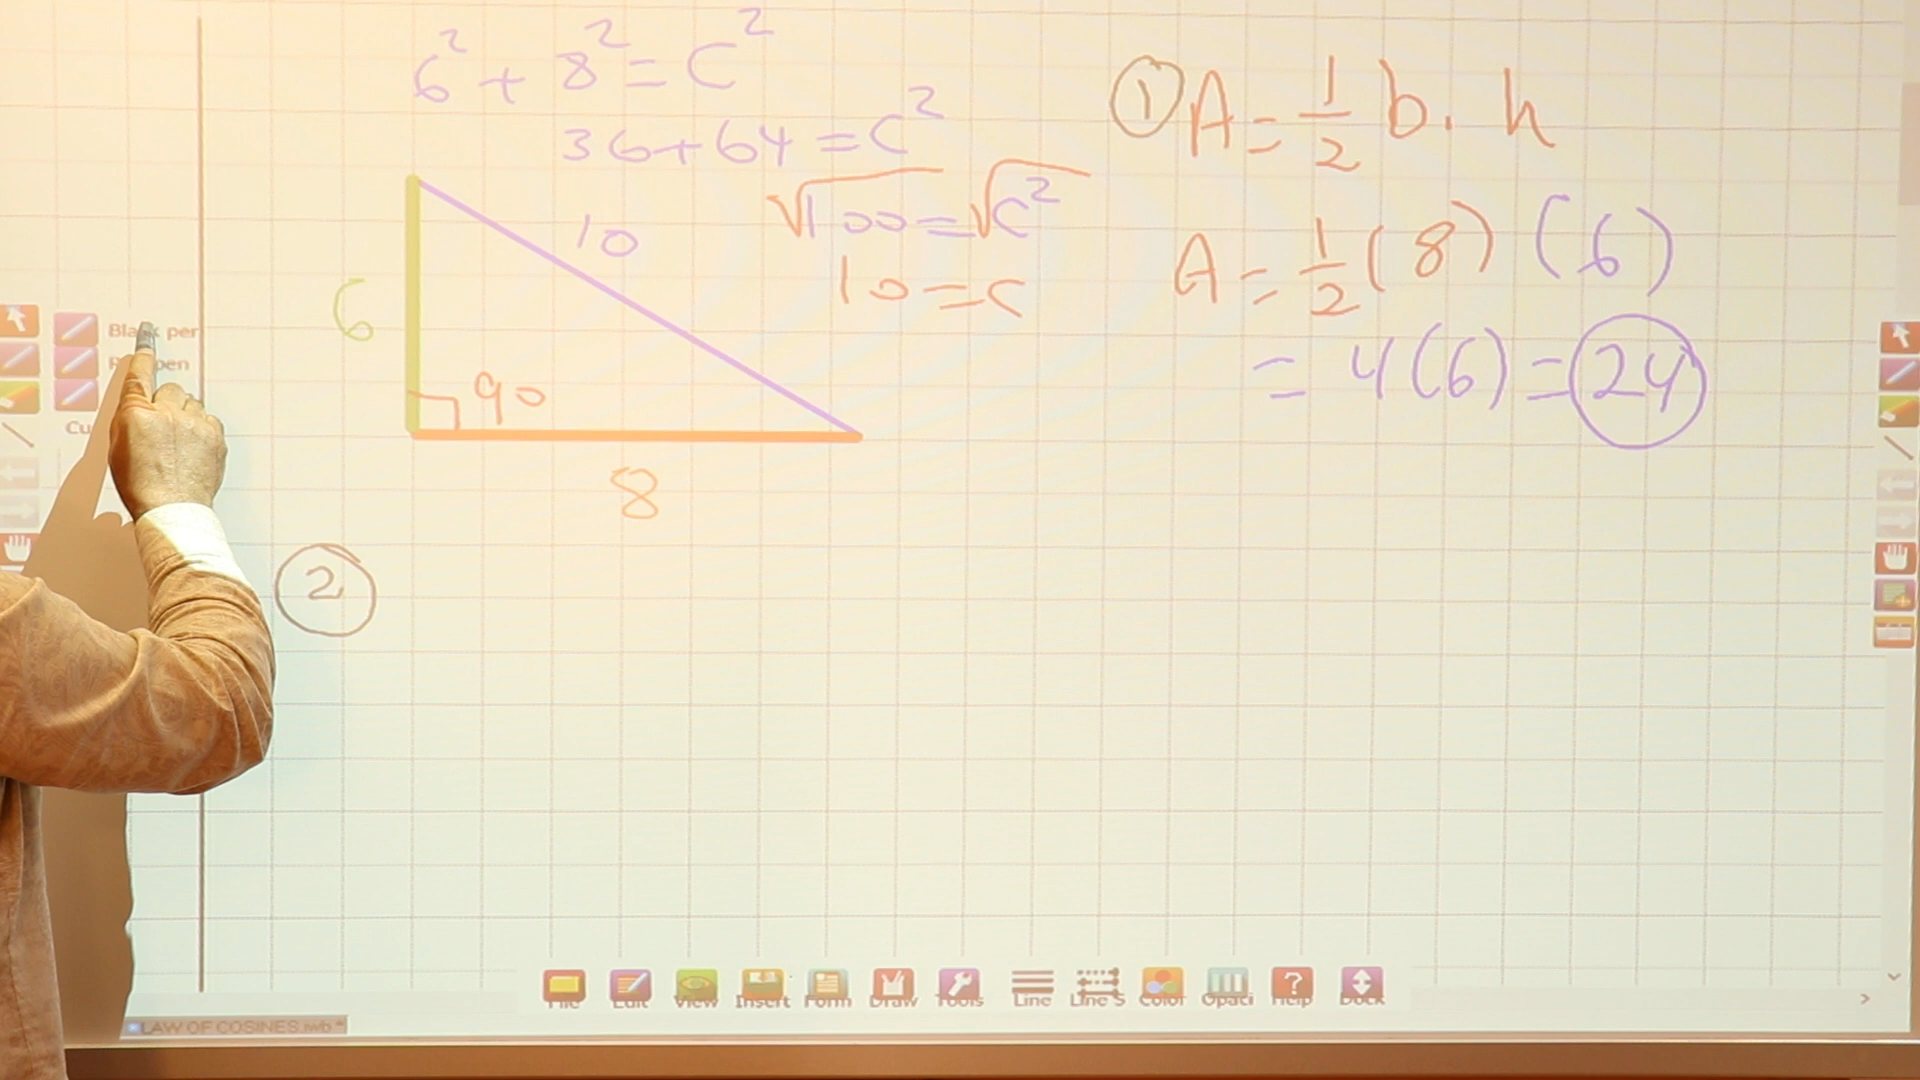 6² + 8² = C²
36+64 = C²
√100 = √C²
10 = C
10
6
90
8
① A = 1/2 b · h
A = 1/2 (8) (6)
= 4(6) = 24
②
Cu
File Edit View Insert Form Draw Tools Line Line S Color Opaci Help Dock
LAW OF COSINES.iwb *